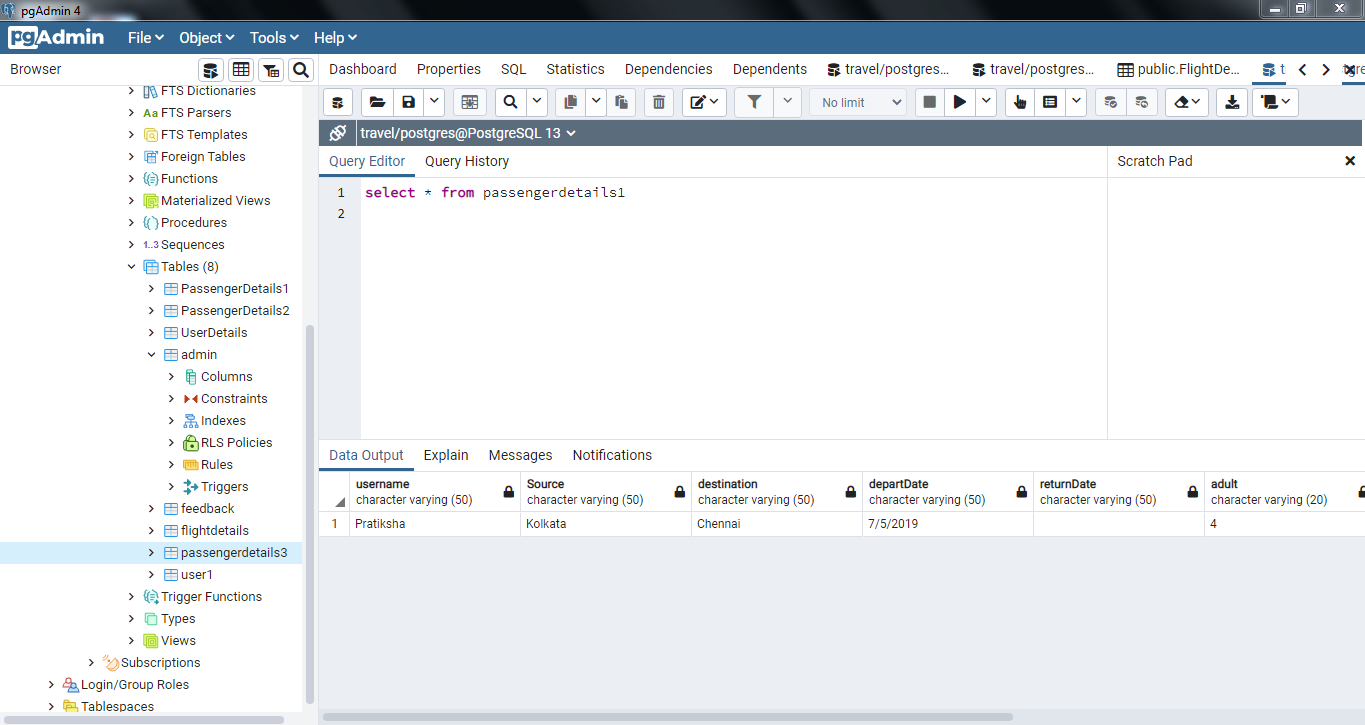 pgAdmin 4
pgAdmin File Object Tools Help
Browser
Dashboard Properties SQL Statistics Dependencies Dependents travel/postgres... travel/postgres... public.FlightDe...
No limit
travel/postgres@PostgreSQL 13
Query Editor Query History
Scratch Pad
1 select * from passengerdetails1
2
FTS Dictionaries
Aa FTS Parsers
FTS Templates
Foreign Tables
Functions
Materialized Views
Procedures
1..3 Sequences
Tables (8)
PassengerDetails1
PassengerDetails2
UserDetails
admin
Columns
Constraints
Indexes
RLS Policies
Rules
Triggers
feedback
flightdetails
passengerdetails3
user1
Trigger Functions
Types
Views
Subscriptions
Login/Group Roles
Tablespaces
Data Output Explain Messages Notifications
username Source destination departDate returnDate adult
character varying (50) character varying (50) character varying (50) character varying (50) character varying (50) character varying (20)
1 Pratiksha Kolkata Chennai 7/5/2019 4